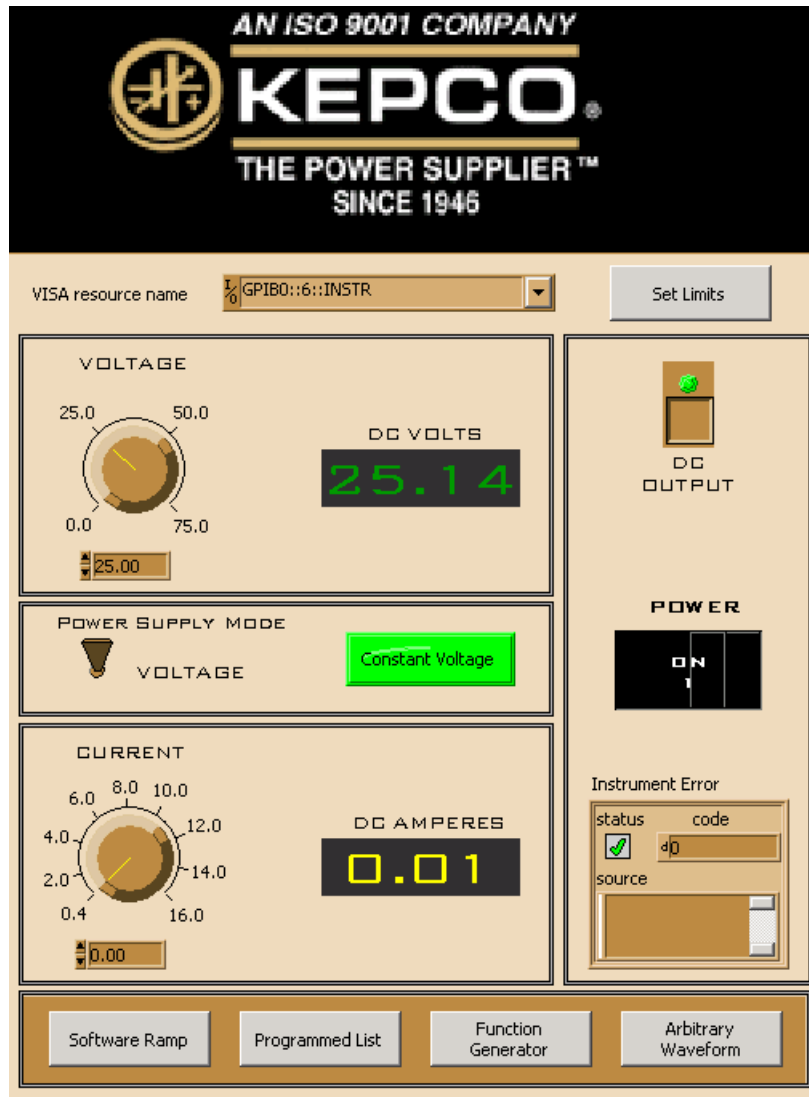 AN ISO 9001 COMPANY
KEPCO®
THE POWER SUPPLIER™
SINCE 1946
VISA resource name
I/O GPIB0::6::INSTR
Set Limits
VOLTAGE
25.0 50.0
0.0 75.0
25.00
DC VOLTS
25.14
DC
OUTPUT
POWER SUPPLY MODE
VOLTAGE
Constant Voltage
POWER
ON
1
CURRENT
6.0 8.0 10.0
4.0 12.0
2.0 14.0
0.4 16.0
0.00
DC AMPERES
0.01
Instrument Error
status code
d0
source
Software Ramp
Programmed List
Function
Generator
Arbitrary
Waveform